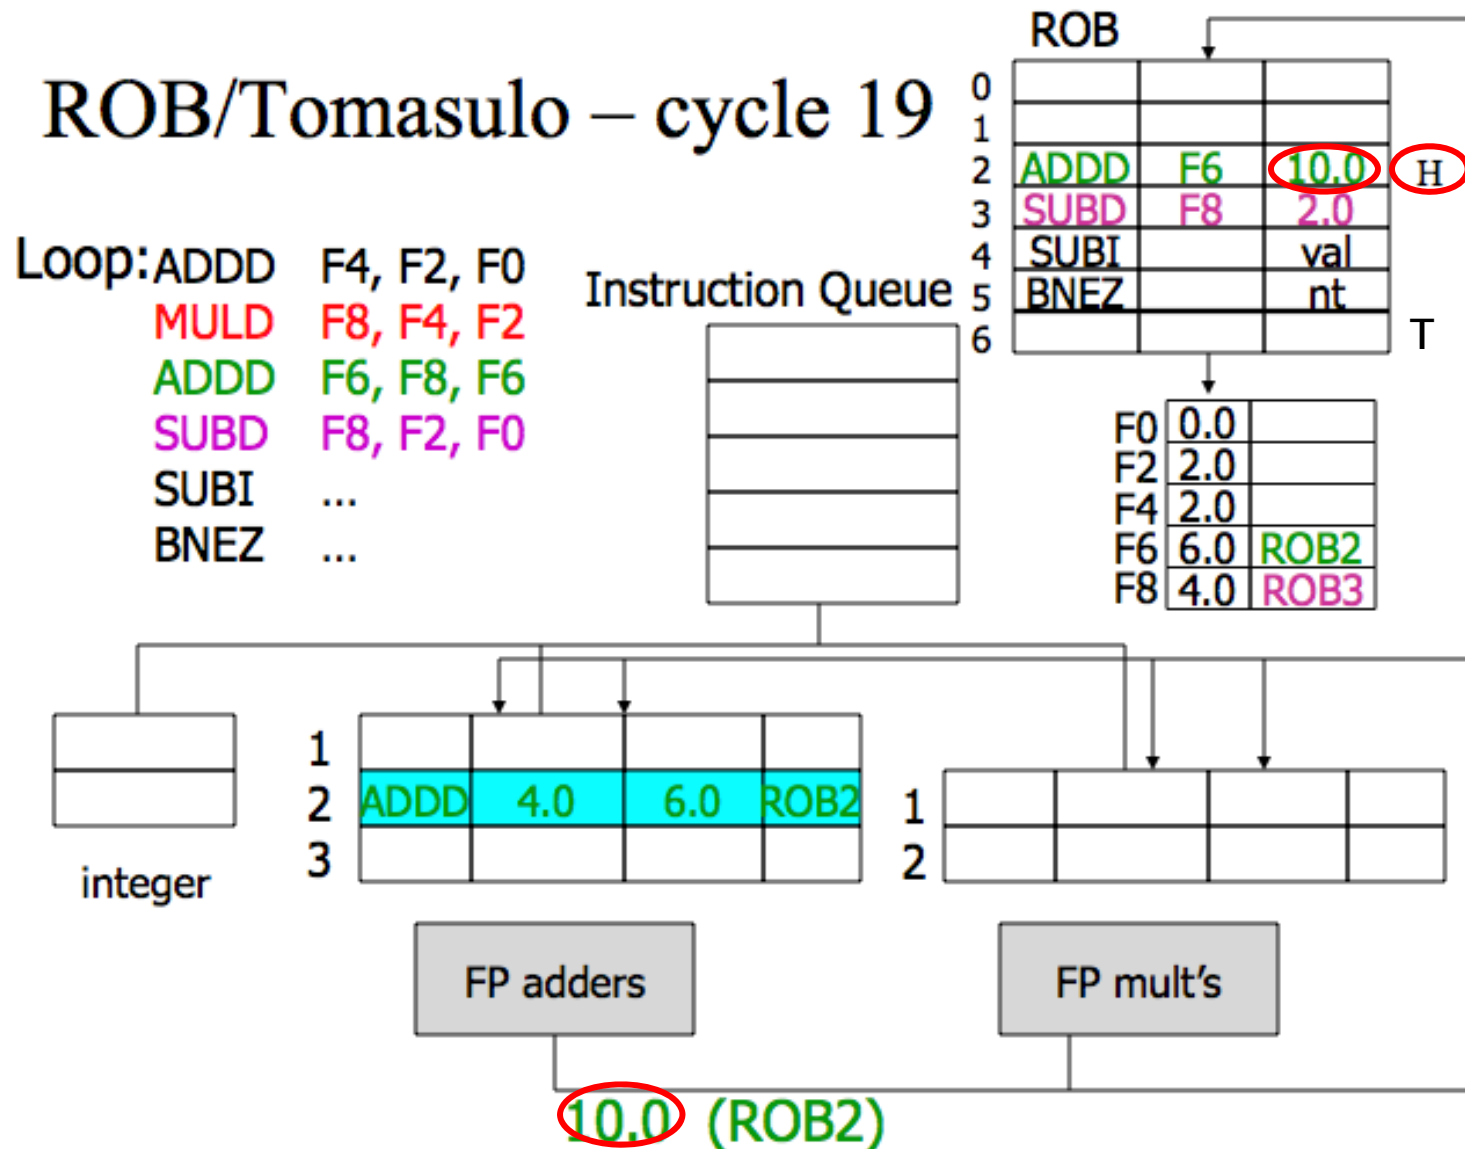 ROB/Tomasulo – cycle 19
ROB
0
1
2 ADDD F6 10.0 H
3 SUBD F8 2.0
4 SUBI val
5 BNEZ nt
6 T
Loop: ADDD F4, F2, F0
MULD F8, F4, F2
ADDD F6, F8, F6
SUBD F8, F2, F0
SUBI ...
BNEZ ...
Instruction Queue
F0 0.0
F2 2.0
F4 2.0
F6 6.0 ROB2
F8 4.0 ROB3
integer
1
2 ADDD 4.0 6.0 ROB2
3
1
2
FP adders
FP mult's
10.0 (ROB2)